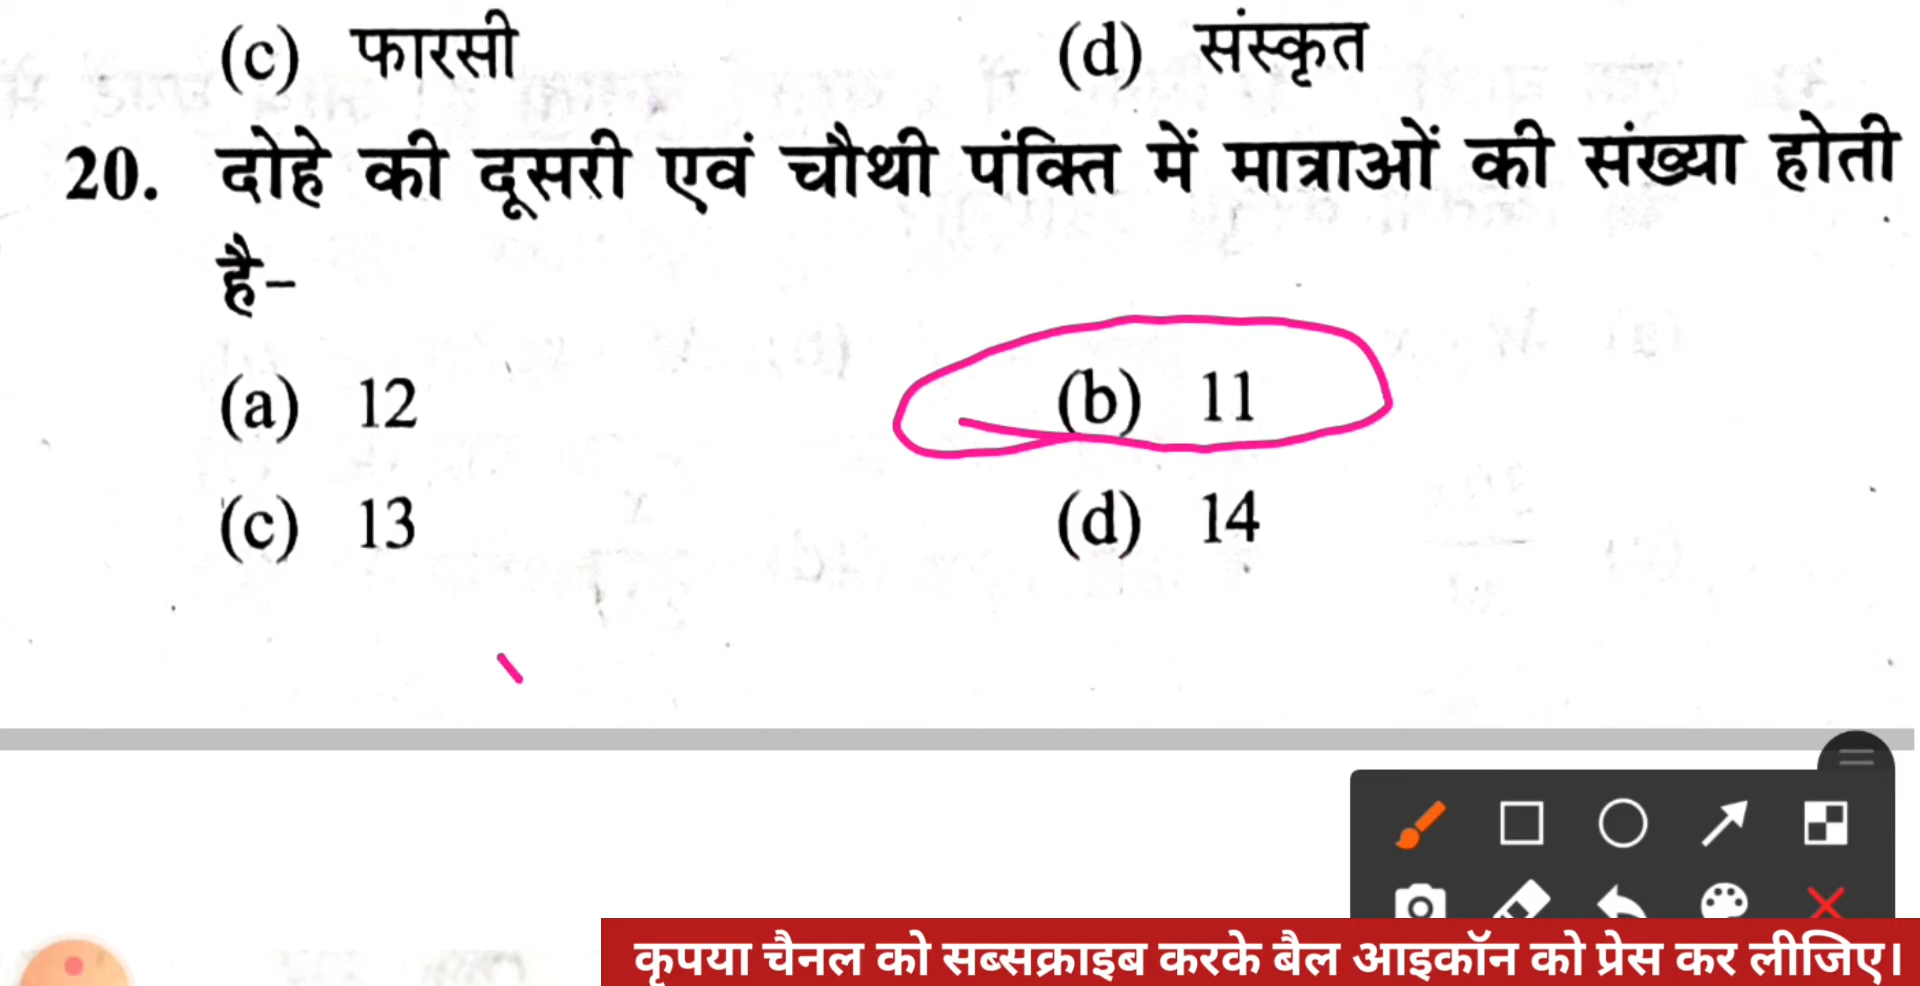 (c) फारसी (d) संस्कृत
20. दोहे की दूसरी एवं चौथी पंक्ति में मात्राओं की संख्या होती
है-
(a) 12 (b) 11
(c) 13 (d) 14
कृपया चैनल को सब्सक्राइब करके बैल आइकॉन को प्रेस कर लीजिए।